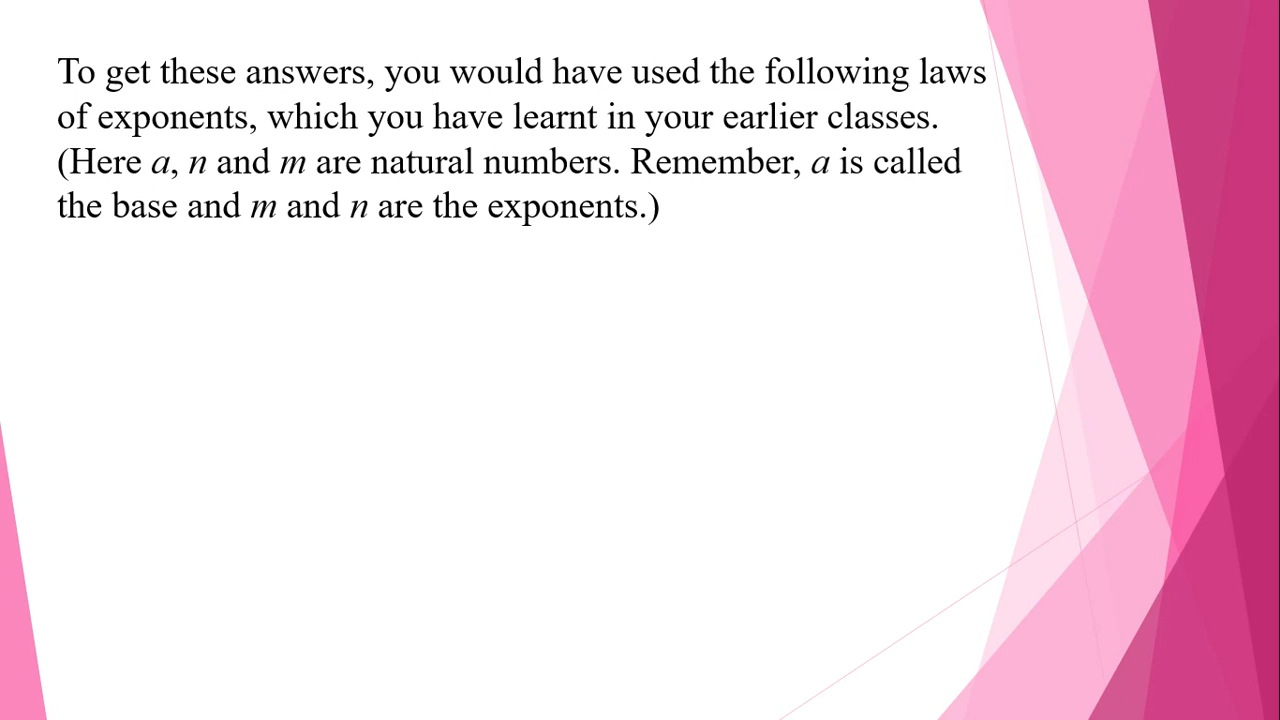 To get these answers, you would have used the following laws
of exponents, which you have learnt in your earlier classes.
(Here a, n and m are natural numbers. Remember, a is called
the base and m and n are the exponents.)